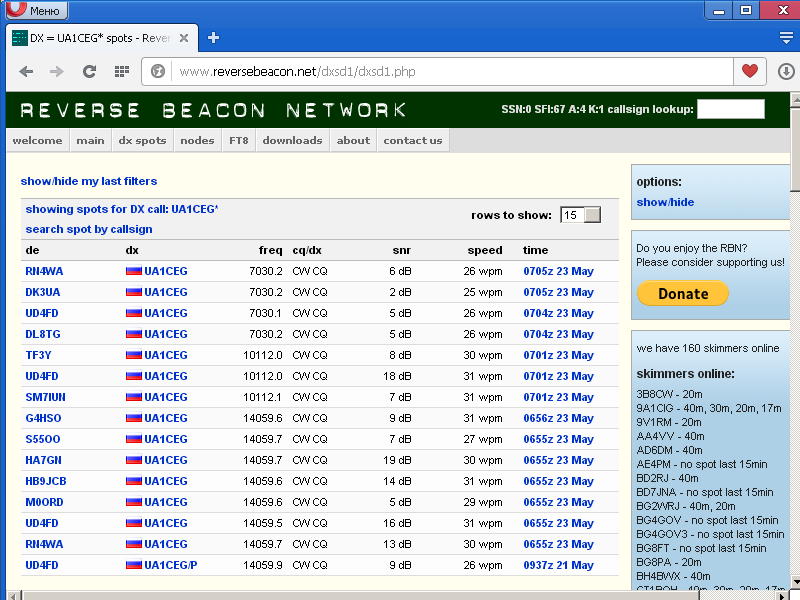 Меню
DX = UA1CEG* spots - Rever
www.reversebeacon.net/dxsd1/dxsd1.php
REVERSE BEACON NETWORK
SSN:0 SFI:67 A:4 K:1 callsign lookup:
welcome main dx spots nodes FT8 downloads about contact us
show/hide my last filters
showing spots for DX call: UA1CEG*
rows to show: 15
search spot by callsign
de dx freq cq/dx snr speed time
RN4WA UA1CEG 7030.2 CW CQ 6 dB 26 wpm 0705z 23 May
DK3UA UA1CEG 7030.2 CW CQ 2 dB 25 wpm 0705z 23 May
UD4FD UA1CEG 7030.1 CW CQ 5 dB 26 wpm 0704z 23 May
DL8TG UA1CEG 7030.2 CW CQ 5 dB 26 wpm 0704z 23 May
TF3Y UA1CEG 10112.0 CW CQ 8 dB 30 wpm 0701z 23 May
UD4FD UA1CEG 10112.0 CW CQ 18 dB 31 wpm 0701z 23 May
SM7IUN UA1CEG 10112.1 CW CQ 7 dB 31 wpm 0701z 23 May
G4HSO UA1CEG 14059.6 CW CQ 9 dB 31 wpm 0656z 23 May
S55OO UA1CEG 14059.7 CW CQ 7 dB 27 wpm 0655z 23 May
HA7GN UA1CEG 14059.7 CW CQ 19 dB 30 wpm 0655z 23 May
HB9JCB UA1CEG 14059.6 CW CQ 14 dB 31 wpm 0655z 23 May
M0ORD UA1CEG 14059.6 CW CQ 5 dB 29 wpm 0655z 23 May
UD4FD UA1CEG 14059.5 CW CQ 16 dB 31 wpm 0655z 23 May
RN4WA UA1CEG 14059.7 CW CQ 13 dB 30 wpm 0655z 23 May
UD4FD UA1CEG/P 14059.9 CW CQ 9 dB 26 wpm 0937z 21 May
options:
show/hide
Do you enjoy the RBN?
Please consider supporting us!
Donate
we have 160 skimmers online
skimmers online:
3B8CW - 20m
9A1CIG - 40m, 30m, 20m, 17m
9V1RM - 20m
AA4VV - 40m
AD6DM - 40m
AE4PM - no spot last 15min
BD2RJ - 40m
BD7JNA - no spot last 15min
BG2WRJ - 40m, 20m
BG4GOV - no spot last 15min
BG4GOV3 - no spot last 15min
BG8FT - no spot last 15min
BG8PA - 20m
BH4BWX - 40m
CT1BOH - 40m, 30m, 20m, 17m